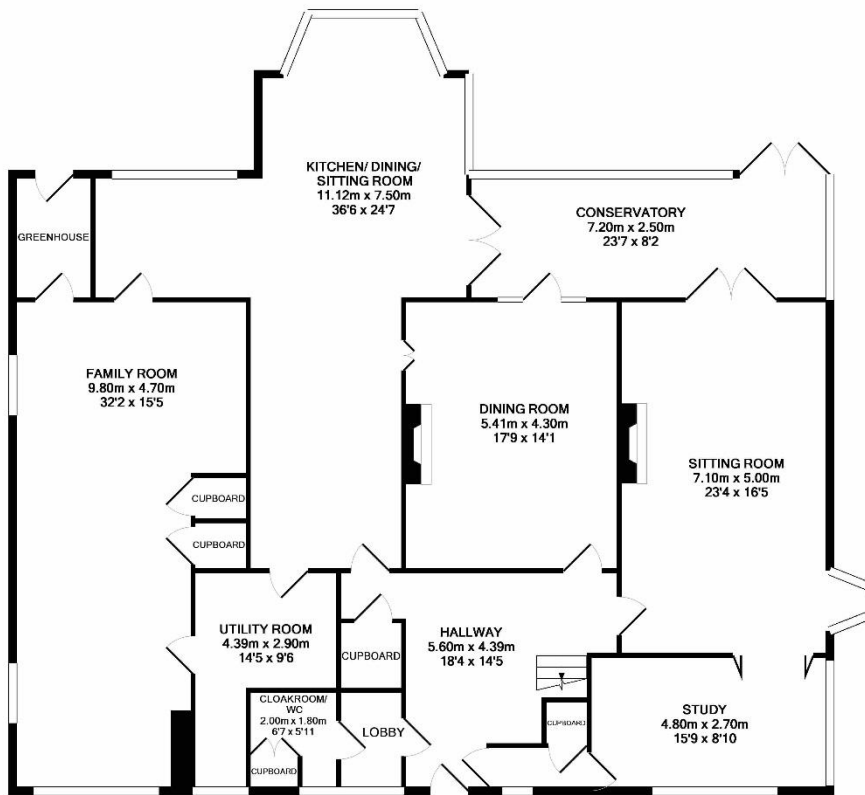 KITCHEN/ DINING/
SITTING ROOM
11.12m x 7.50m
36'6 x 24'7
GREENHOUSE
CONSERVATORY
7.20m x 2.50m
23'7 x 8'2
FAMILY ROOM
9.80m x 4.70m
32'2 x 15'5
DINING ROOM
5.41m x 4.30m
17'9 x 14'1
SITTING ROOM
7.10m x 5.00m
23'4 x 16'5
CUPBOARD
CUPBOARD
UTILITY ROOM
4.39m x 2.90m
14'5 x 9'6
HALLWAY
5.60m x 4.39m
18'4 x 14'5
CUPBOARD
CLOAKROOM/
WC
2.00m x 1.80m
6'7 x 5'11
LOBBY
CUPBOARD
CUPBOARD
STUDY
4.80m x 2.70m
15'9 x 8'10